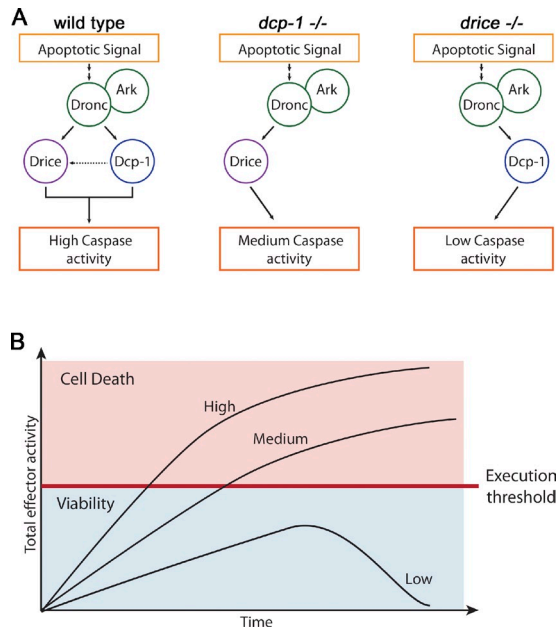 A
wild type
dcp-1 -/-
drice -/-
Apoptotic Signal
Apoptotic Signal
Apoptotic Signal
Ark
Dronc
Ark
Dronc
Ark
Dronc
Drice
Dcp-1
Drice
Dcp-1
High Caspase
activity
Medium Caspase
activity
Low Caspase
activity
B
Cell Death
High
Medium
Execution
threshold
Viability
Low
Total effector activity
Time